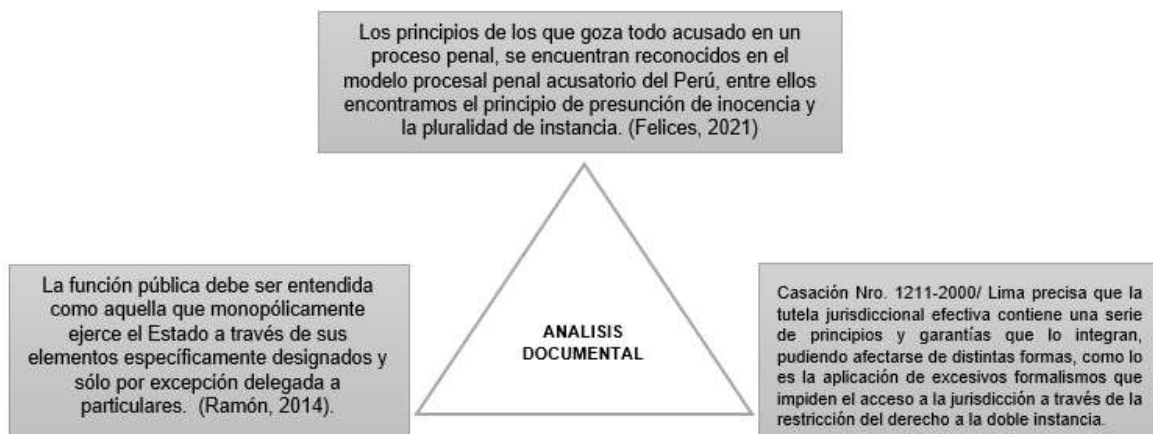 Los principios de los que goza todo acusado en un
proceso penal, se encuentran reconocidos en el
modelo procesal penal acusatorio del Perú, entre ellos
encontramos el principio de presunción de inocencia y
la pluralidad de instancia. (Felices, 2021)
La función pública debe ser entendida
como aquella que monopólicamente
ejerce el Estado a través de sus
elementos específicamente designados y
sólo por excepción delegada a
particulares. (Ramón, 2014).
ANALISIS
DOCUMENTAL
Casación Nro. 1211-2000/ Lima precisa que la
tutela jurisdiccional efectiva contiene una serie
de principios y garantías que lo integran,
pudiendo afectarse de distintas formas, como lo
es la aplicación de excesivos formalismos que
impiden el acceso a la jurisdicción a través de la
restricción del derecho a la doble instancia.